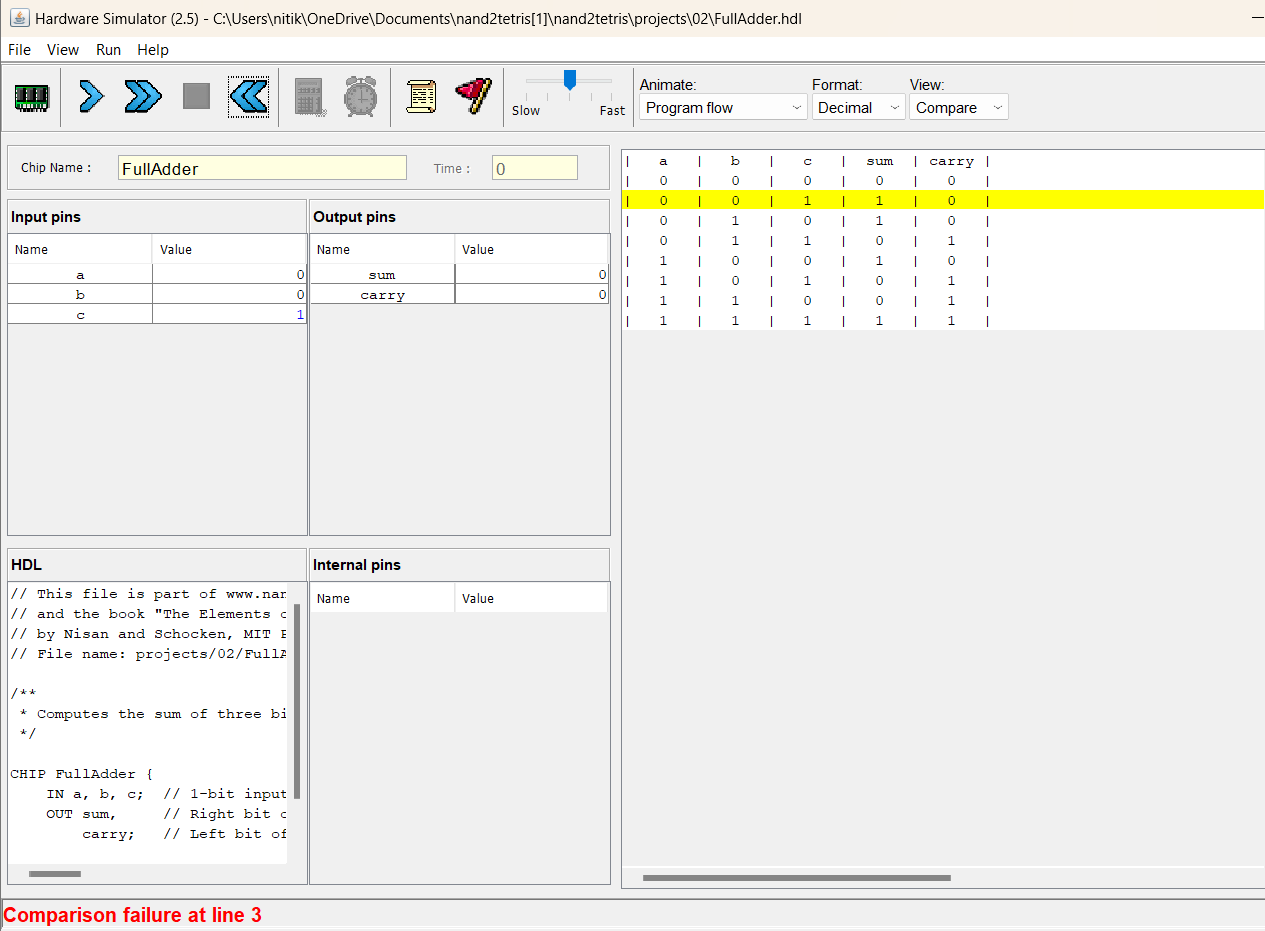 Hardware Simulator (2.5) - C:\Users\nitik\OneDrive\Documents\nand2tetris[1]\nand2tetris\projects\02\FullAdder.hdl
File View Run Help
Slow Fast
Animate: Format: View:
Program flow Decimal Compare
Chip Name : FullAdder Time : 0
Input pins
Name Value
a 0
b 0
c 1
Output pins
Name Value
sum 0
carry 0
HDL
// This file is part of www.nan
// and the book "The Elements o
// by Nisan and Schocken, MIT P
// File name: projects/02/FullA
/**
* Computes the sum of three bi
*/
CHIP FullAdder {
IN a, b, c; // 1-bit input
OUT sum, // Right bit o
carry; // Left bit of
Internal pins
Name Value
| a | b | c | sum | carry |
| 0 | 0 | 0 | 0 | 0 |
| 0 | 0 | 1 | 1 | 0 |
| 0 | 1 | 0 | 1 | 0 |
| 0 | 1 | 1 | 0 | 1 |
| 1 | 0 | 0 | 1 | 0 |
| 1 | 0 | 1 | 0 | 1 |
| 1 | 1 | 0 | 0 | 1 |
| 1 | 1 | 1 | 1 | 1 |
Comparison failure at line 3